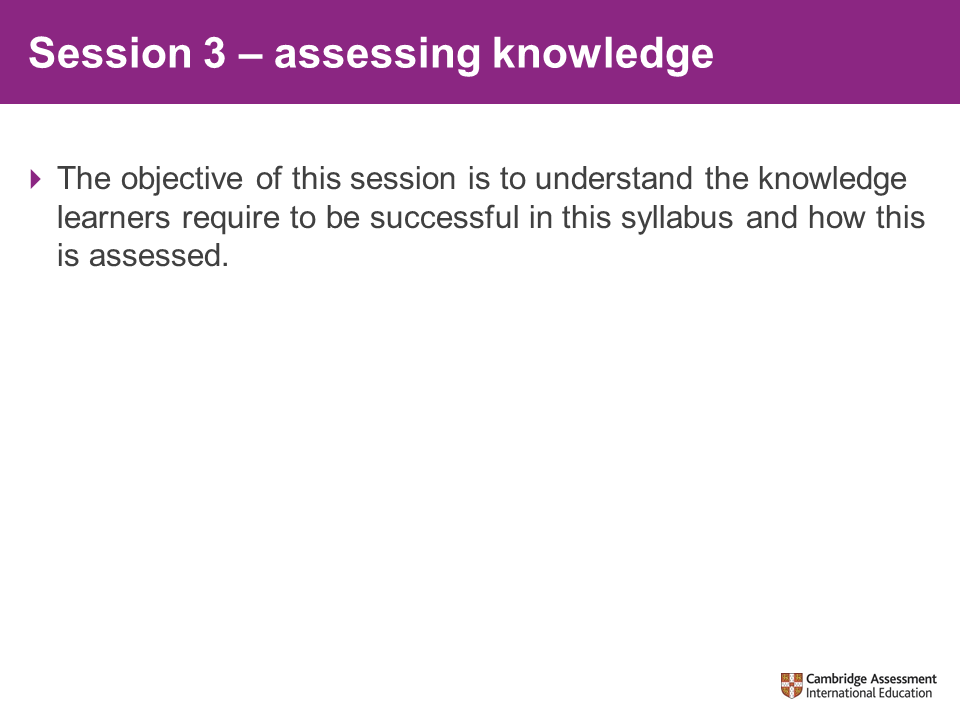 Session 3 – assessing knowledge
The objective of this session is to understand the knowledge
learners require to be successful in this syllabus and how this
is assessed.
Cambridge Assessment
International Education